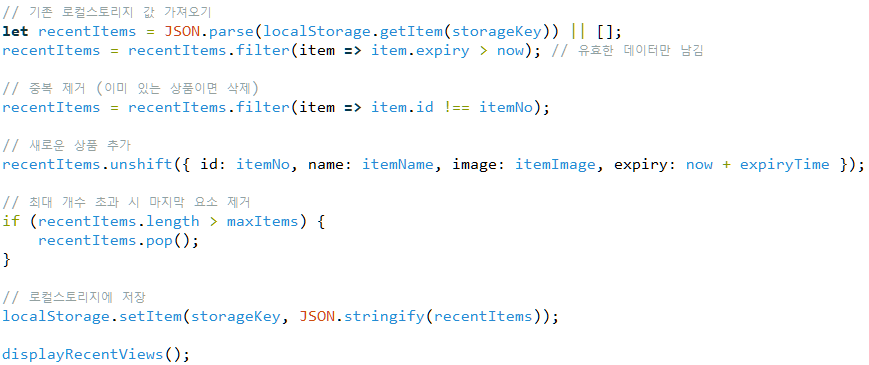 // 기존 로컬스토리지 값 가져오기
let recentItems = JSON.parse(localStorage.getItem(storageKey)) || [];
recentItems = recentItems.filter(item => item.expiry > now); // 유효한 데이터만 남김
// 중복 제거 (이미 있는 상품이면 삭제)
recentItems = recentItems.filter(item => item.id !== itemNo);
// 새로운 상품 추가
recentItems.unshift({ id: itemNo, name: itemName, image: itemImage, expiry: now + expiryTime });
// 최대 개수 초과 시 마지막 요소 제거
if (recentItems.length > maxItems) {
    recentItems.pop();
}
// 로컬스토리지에 저장
localStorage.setItem(storageKey, JSON.stringify(recentItems));
displayRecentViews();